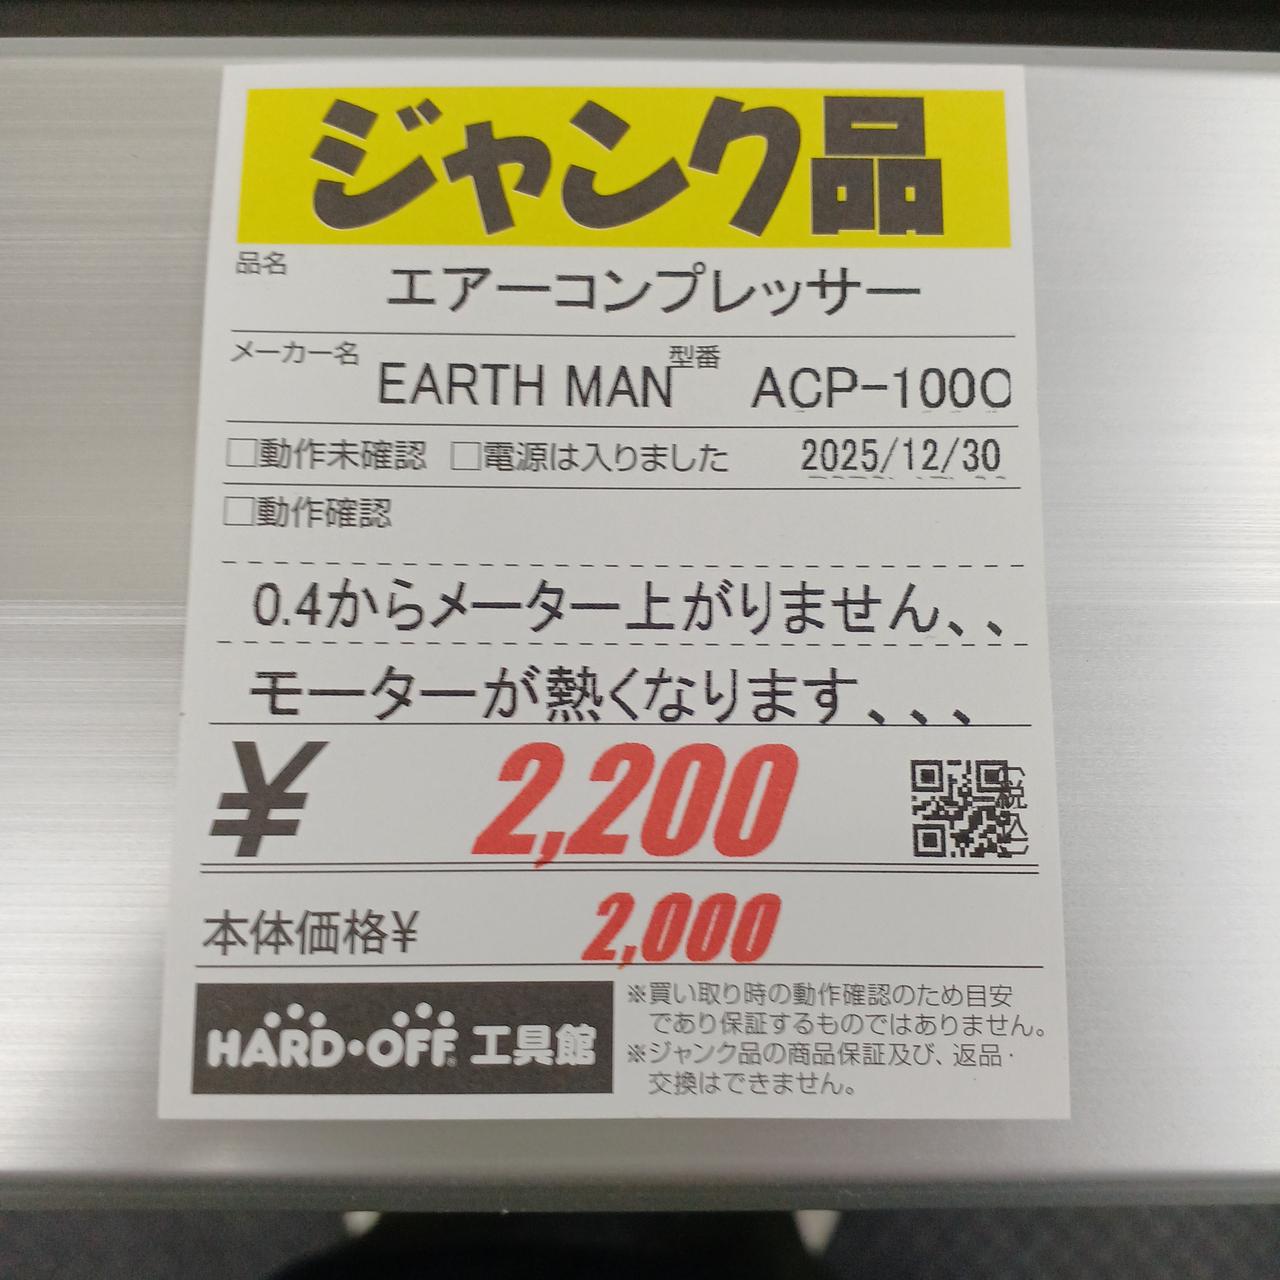 ジャンク品
品名 エアーコンプレッサー
メーカー名 EARTH MAN 型番 ACP-100
□動作未確認 □電源は入りました 2025/12/30
□動作確認
0.4からメーター上がりません、、
モーターが熱くなります、、、
¥ 2,200 (税込)
本体価格¥ 2,000
HARD・OFF® 工具館
※買い取り時の動作確認のため目安
であり保証するものではありません。
※ジャンク品の商品保証及び、返品・
交換はできません。